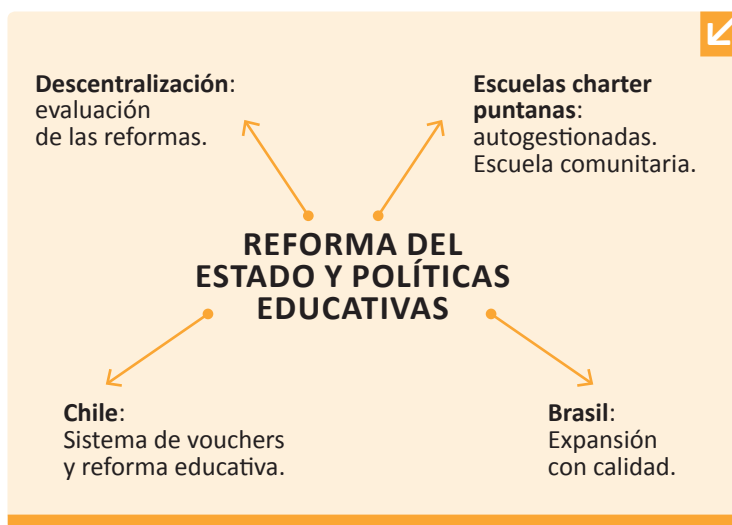 Descentralización:
evaluación
de las reformas.
Escuelas charter
puntanas:
autogestionadas.
Escuela comunitaria.
REFORMA DEL
ESTADO Y POLÍTICAS
EDUCATIVAS
Chile:
Sistema de vouchers
y reforma educativa.
Brasil:
Expansión
con calidad.